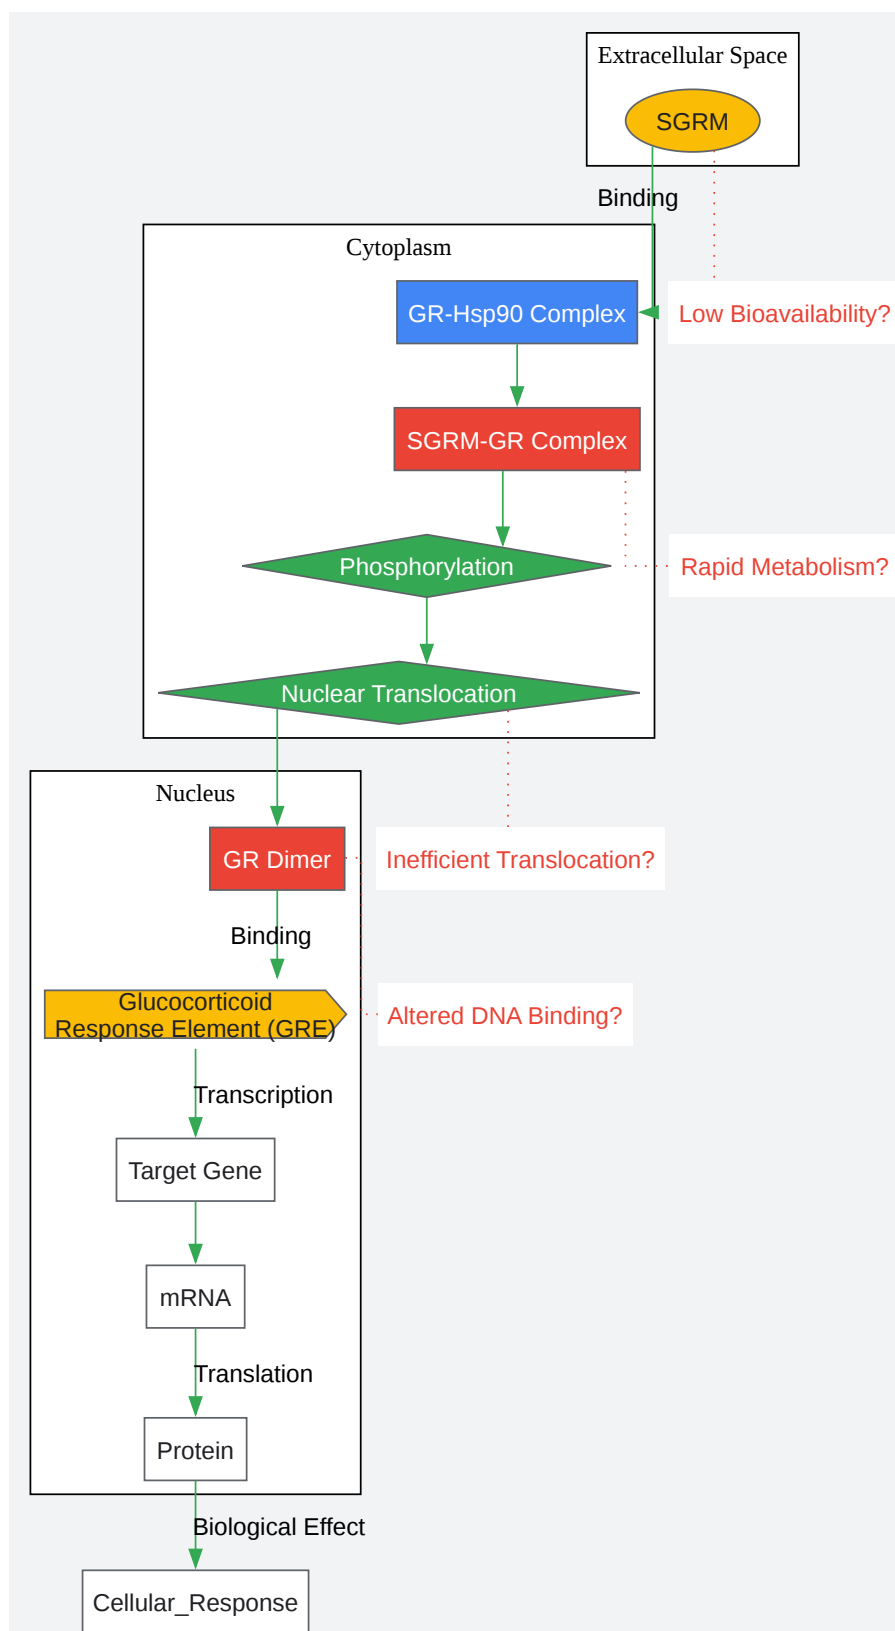 Extracellular Space
SGRM
Binding
Cytoplasm
GR-Hsp90 Complex
Low Bioavailability?
SGRM-GR Complex
Phosphorylation
Rapid Metabolism?
Nuclear Translocation
Nucleus
GR Dimer
Inefficient Translocation?
Binding
Glucocorticoid
Response Element (GRE)
Altered DNA Binding?
Transcription
Target Gene
mRNA
Translation
Protein
Biological Effect
Cellular_Response